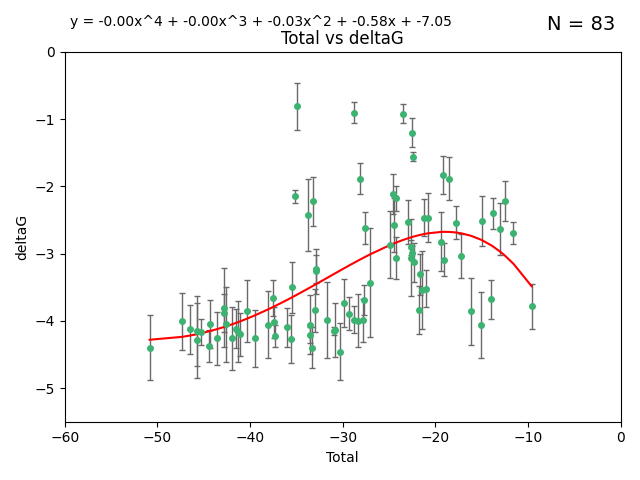 y = -0.00x^4 + -0.00x^3 + -0.03x^2 + -0.58x + -7.05
N = 83
Total vs deltaG
0
−1
−2
−3
−4
−5
deltaG
−60 −50 −40 −30 −20 −10 0
Total